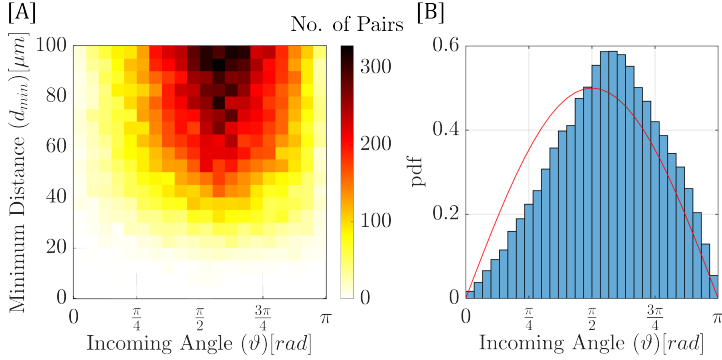 [A]
No. of Pairs
100
80
60
40
20
0
Minimum Distance (d_min)[μm]
0
π/4
π/2
3π/4
π
Incoming Angle (ϑ)[rad]
300
200
100
0
[B]
0.6
0.4
0.2
0
pdf
0
π/4
π/2
3π/4
π
Incoming Angle (ϑ)[rad]